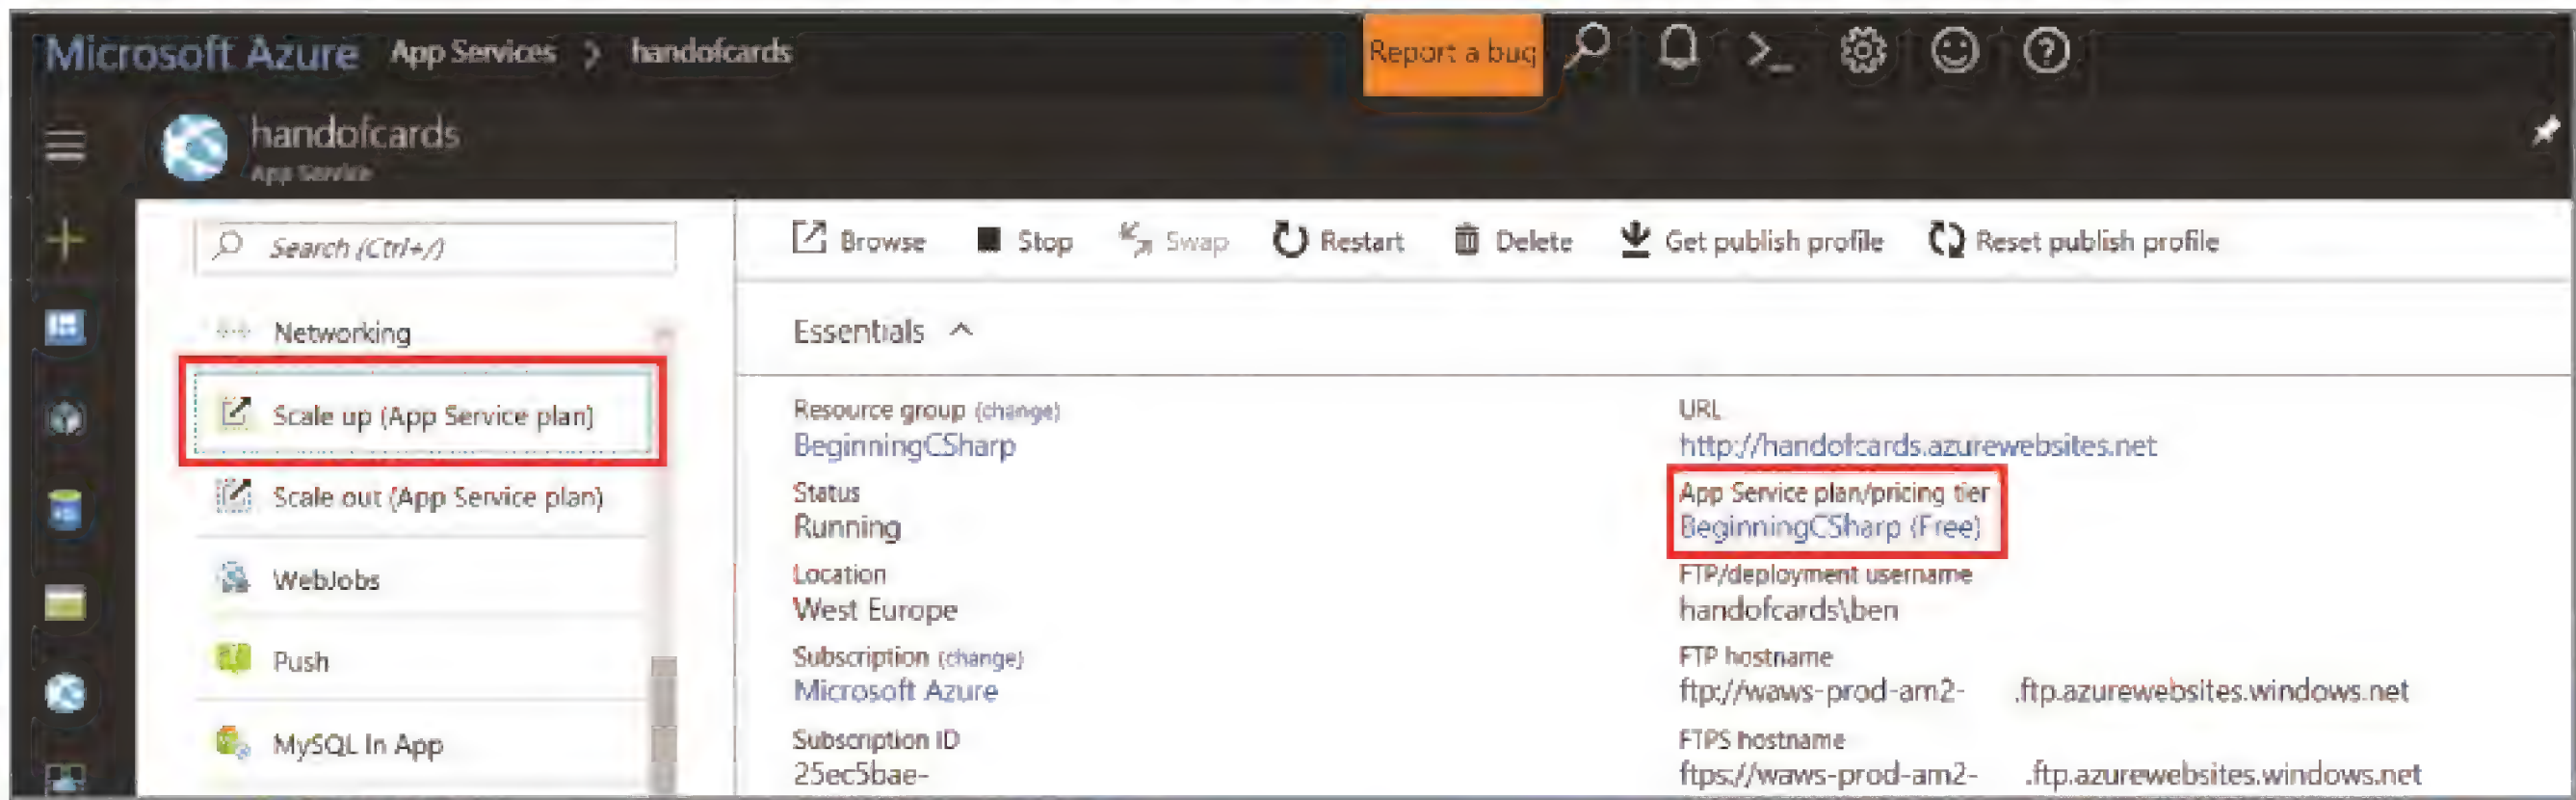 Microsoft Azure App Services > handofcards
Report a bug
handofcards
App Service
Search (Ctrl+/)
Networking
Scale up (App Service plan)
Scale out (App Service plan)
WebJobs
Push
MySQL In App
Browse Stop Swap Restart Delete Get publish profile Reset publish profile
Essentials
Resource group (change)
BeginningCSharp
Status
Running
Location
West Europe
Subscription (change)
Microsoft Azure
Subscription ID
25ec5bae-
URL
http://handofcards.azurewebsites.net
App Service plan/pricing tier
BeginningCSharp (Free)
FTP/deployment username
handofcards\ben
FTP hostname
ftp://waws-prod-am2- .ftp.azurewebsites.windows.net
FTPS hostname
ftps://waws-prod-am2- .ftp.azurewebsites.windows.net